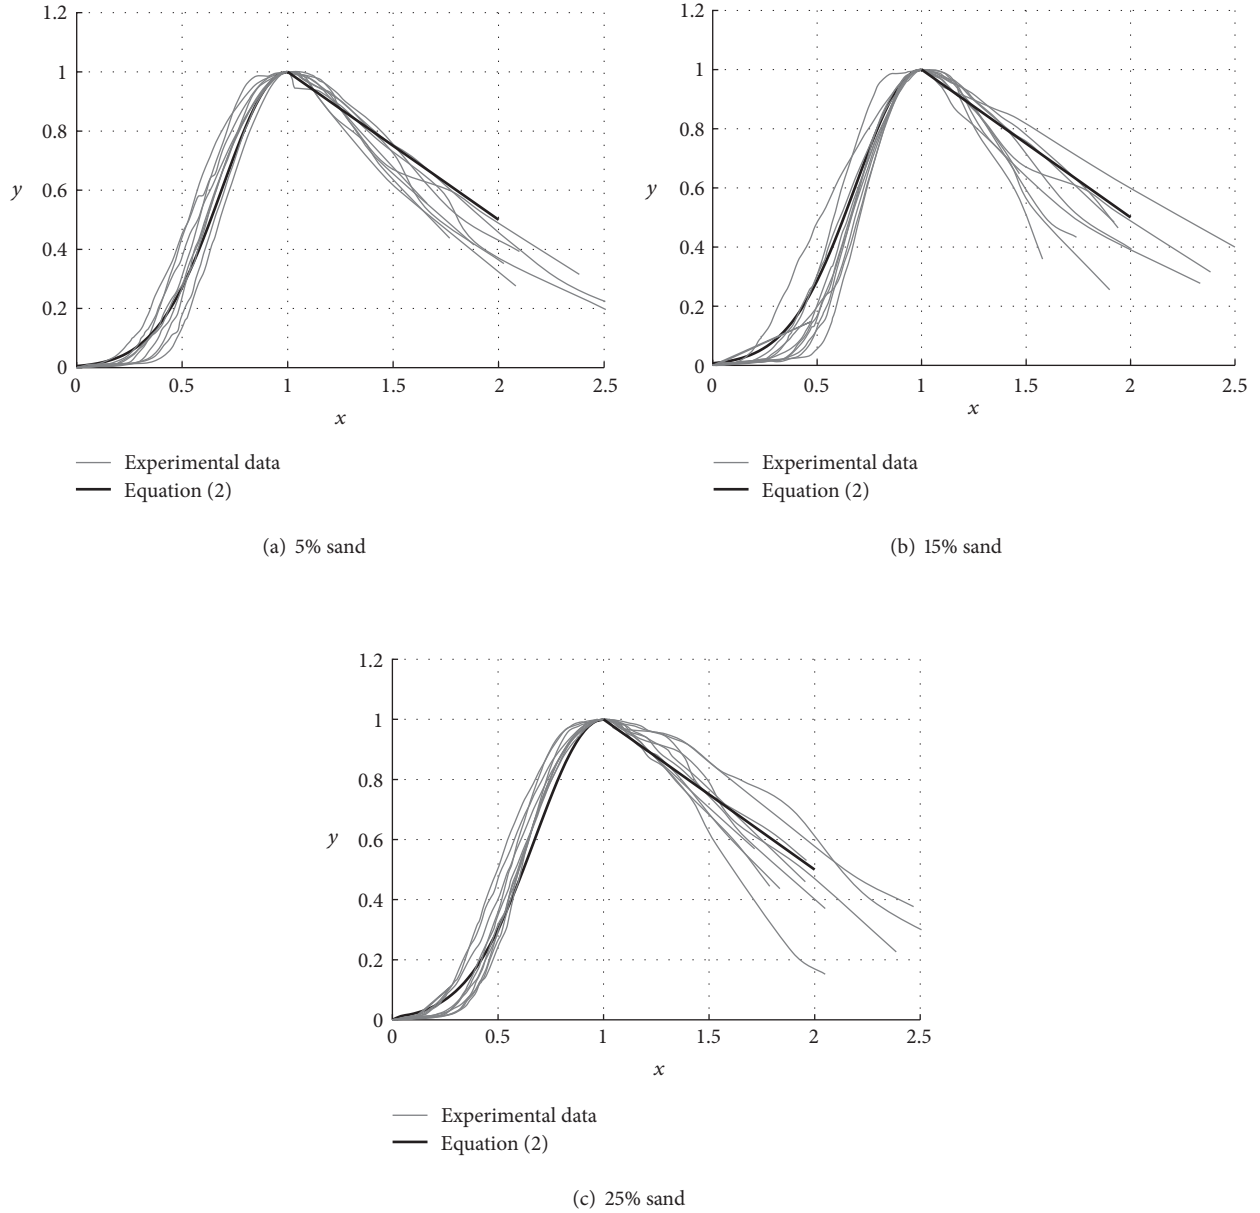 1.2
1
0.8
0.6
0.4
0.2
0
y
0 0.5 1 1.5 2 2.5
x
Experimental data
Equation (2)
(a) 5% sand
1.2
1
0.8
0.6
0.4
0.2
0
y
0 0.5 1 1.5 2 2.5
x
Experimental data
Equation (2)
(b) 15% sand
1.2
1
0.8
0.6
0.4
0.2
0
y
0 0.5 1 1.5 2 2.5
x
Experimental data
Equation (2)
(c) 25% sand